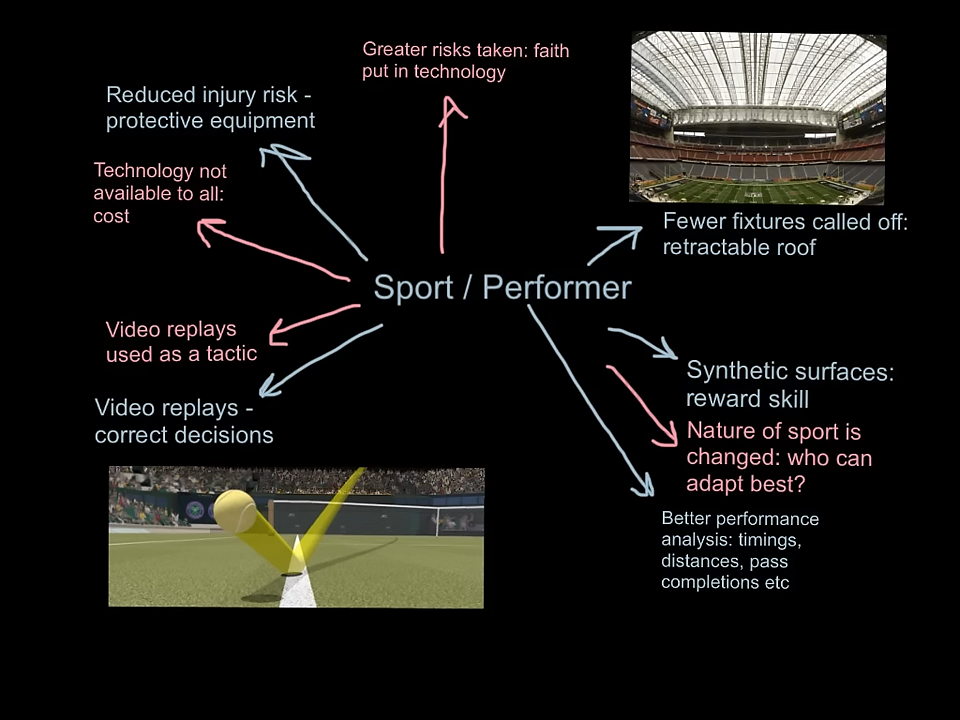 Greater risks taken: faith
put in technology
Reduced injury risk -
protective equipment
Technology not
available to all:
cost
Fewer fixtures called off:
retractable roof
Sport / Performer
Video replays
used as a tactic
Synthetic surfaces:
reward skill
Video replays -
correct decisions
Nature of sport is
changed: who can
adapt best?
Better performance
analysis: timings,
distances, pass
completions etc